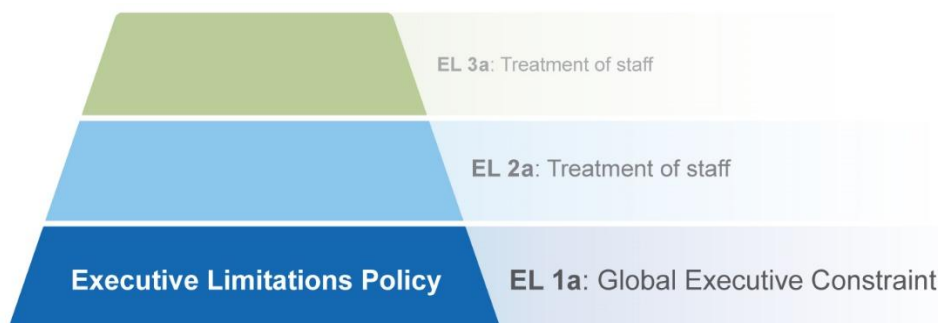 EL 3a: Treatment of staff
EL 2a: Treatment of staff
Executive Limitations Policy
EL 1a: Global Executive Constraint